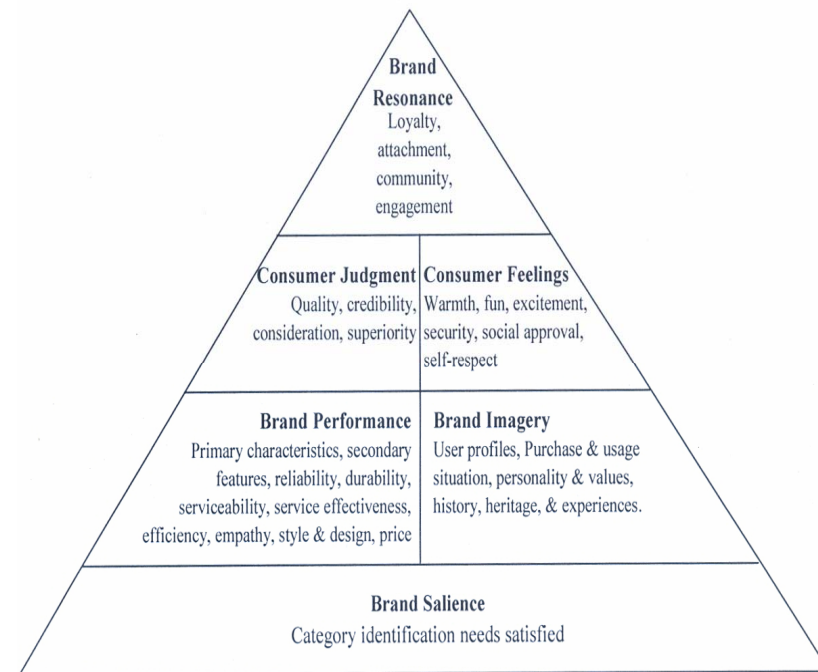 Brand
Resonance
Loyalty,
attachment,
community,
engagement
Consumer Judgment
Quality, credibility,
consideration, superiority
Consumer Feelings
Warmth, fun, excitement,
security, social approval,
self-respect
Brand Performance
Primary characteristics, secondary
features, reliability, durability,
serviceability, service effectiveness,
efficiency, empathy, style & design, price
Brand Imagery
User profiles, Purchase & usage
situation, personality & values,
history, heritage, & experiences.
Brand Salience
Category identification needs satisfied